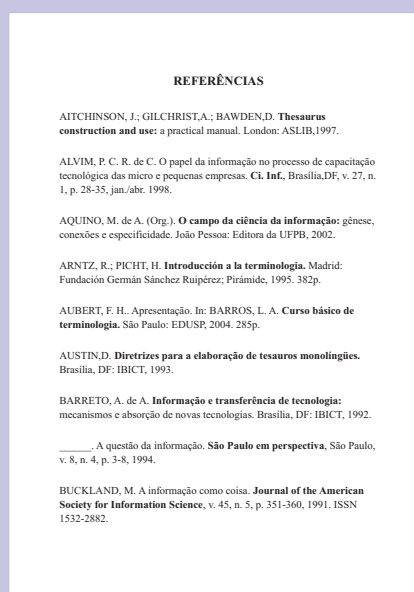 REFERÊNCIAS
AITCHINSON, J.; GILCHRIST,A.; BAWDEN,D. Thesaurus
construction and use: a practical manual. London: ASLIB,1997.
ALVIM, P. C. R. de C. O papel da informação no processo de capacitação
tecnológica das micro e pequenas empresas. Ci. Inf., Brasília,DF, v. 27, n.
1, p. 28-35, jan./abr. 1998.
AQUINO, M. de A. (Org.). O campo da ciência da informação: gênese,
conexões e especificidade. João Pessoa: Editora da UFPB, 2002.
ARNTZ, R.; PICHT, H. Introducción a la terminologia. Madrid:
Fundación Germán Sánchez Ruipérez; Pirámide, 1995. 382p.
AUBERT, F. H.. Apresentação. In: BARROS, L. A. Curso básico de
terminologia. São Paulo: EDUSP, 2004. 285p.
AUSTIN,D. Diretrizes para a elaboração de tesauros monolíngües.
Brasília, DF: IBICT, 1993.
BARRETO, A. de A. Informação e transferência de tecnologia:
mecanismos e absorção de novas tecnologias. Brasília, DF: IBICT, 1992.
______. A questão da informação. São Paulo em perspectiva, São Paulo,
v. 8, n. 4, p. 3-8, 1994.
BUCKLAND, M. A informação como coisa. Journal of the American
Society for Information Science, v. 45, n. 5, p. 351-360, 1991. ISSN
1532-2882.